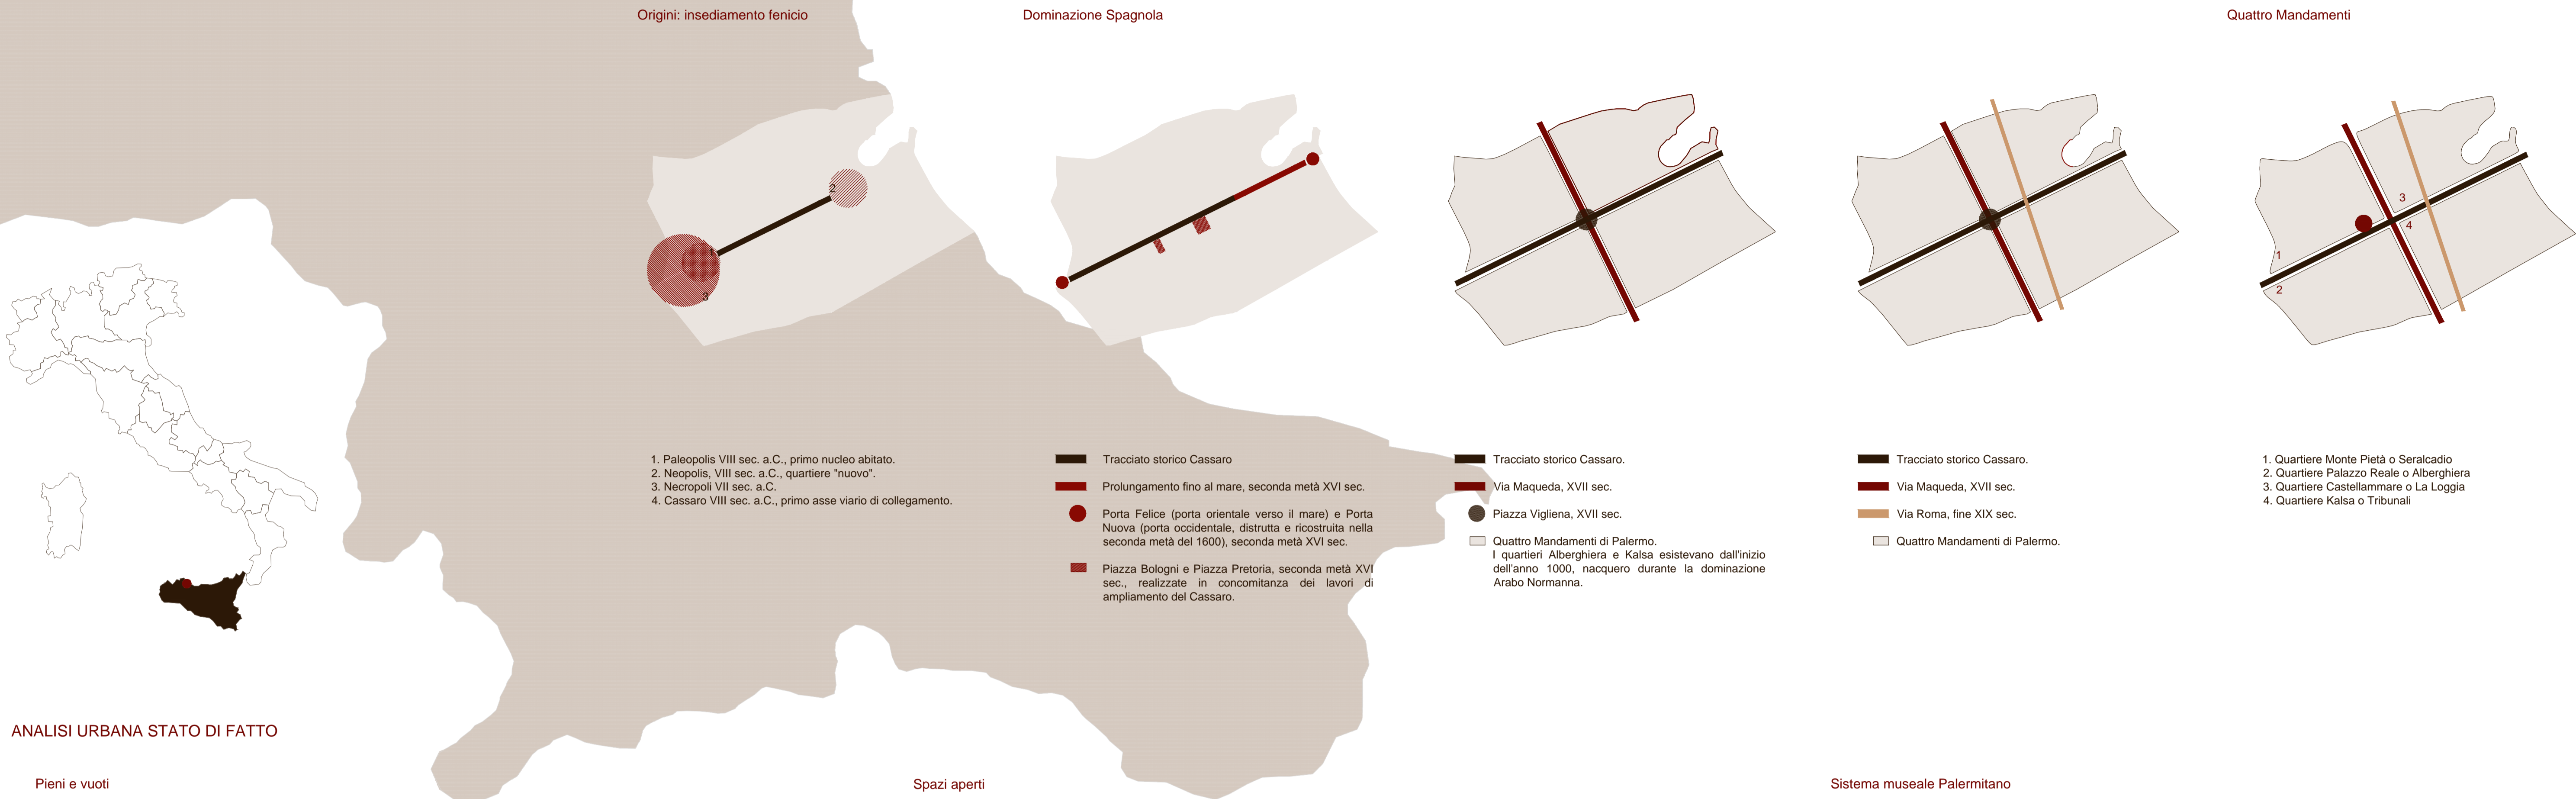 Origini: insediamento fenicio
Dominazione Spagnola
Quattro Mandamenti
2
1
3
3
4
1
2
1. Paleopolis VIII sec. a.C., primo nucleo abitato.
2. Neopolis, VIII sec. a.C., quartiere "nuovo".
3. Necropoli VII sec. a.C.
4. Cassaro VIII sec. a.C., primo asse viario di collegamento.
Tracciato storico Cassaro
Prolungamento fino al mare, seconda metà XVI sec.
Porta Felice (porta orientale verso il mare) e Porta
Nuova (porta occidentale, distrutta e ricostruita nella
seconda metà del 1600), seconda metà XVI sec.
Piazza Bologni e Piazza Pretoria, seconda metà XVI
sec., realizzate in concomitanza dei lavori di
ampliamento del Cassaro.
Tracciato storico Cassaro.
Via Maqueda, XVII sec.
Piazza Vigliena, XVII sec.
Quattro Mandamenti di Palermo.
I quartieri Alberghiera e Kalsa esistevano dall'inizio
dell'anno 1000, nacquero durante la dominazione
Arabo Normanna.
Tracciato storico Cassaro.
Via Maqueda, XVII sec.
Via Roma, fine XIX sec.
Quattro Mandamenti di Palermo.
1. Quartiere Monte Pietà o Seralcadio
2. Quartiere Palazzo Reale o Alberghiera
3. Quartiere Castellammare o La Loggia
4. Quartiere Kalsa o Tribunali
ANALISI URBANA STATO DI FATTO
Pieni e vuoti
Spazi aperti
Sistema museale Palermitano